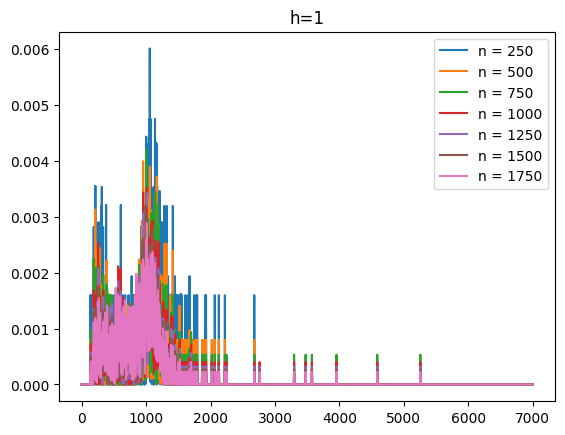 h=1
0.006
0.005
0.004
0.003
0.002
0.001
0.000
n = 250
n = 500
n = 750
n = 1000
n = 1250
n = 1500
n = 1750
0 1000 2000 3000 4000 5000 6000 7000